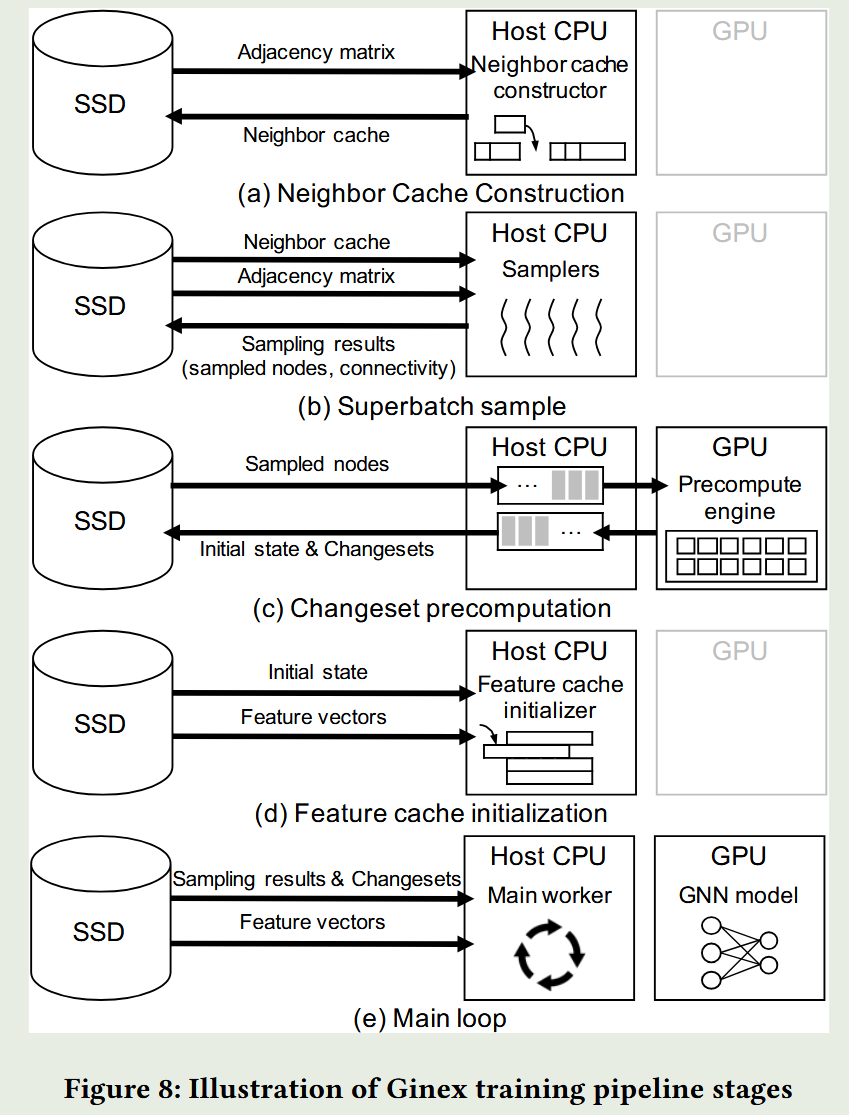 Host CPU
GPU
Adjacency matrix
Neighbor cache
constructor
SSD
Neighbor cache
(a) Neighbor Cache Construction
Host CPU
GPU
Neighbor cache
Samplers
Adjacency matrix
SSD
Sampling results
(sampled nodes, connectivity)
(b) Superbatch sample
Host CPU
GPU
Sampled nodes
...
Precompute
engine
SSD
...
Initial state & Changesets
(c) Changeset precomputation
Host CPU
GPU
Initial state
Feature cache
initializer
Feature vectors
SSD
(d) Feature cache initialization
Host CPU
GPU
Sampling results & Changesets
Main worker
GNN model
Feature vectors
SSD
(e) Main loop
Figure 8: Illustration of Ginex training pipeline stages